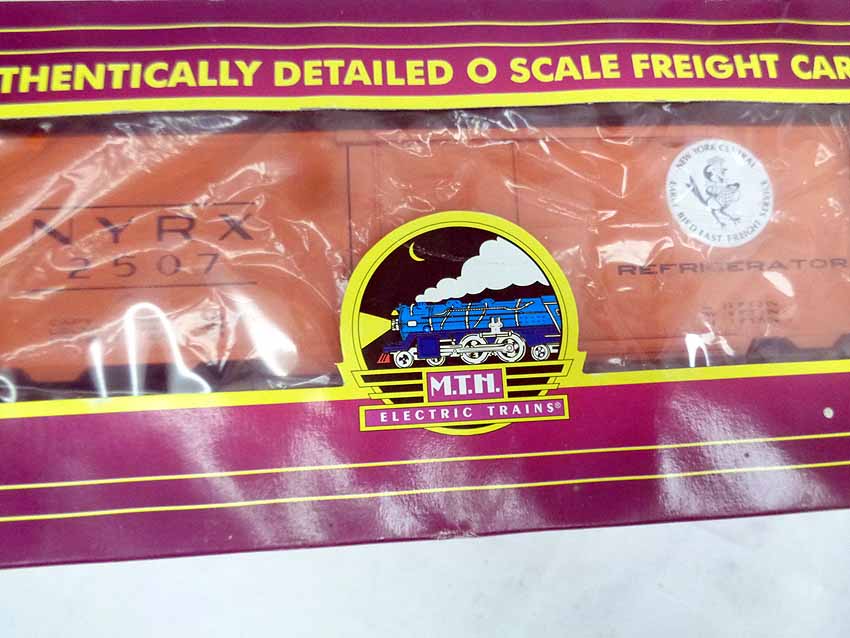 THENTICALLY DETAILED O SCALE FREIGHT CAR
NYRX
2507
NEW YORK CENTRAL
EARLY BIRD FAST FREIGHT SERVICE
REFRIGERATOR
M.T.H.
ELECTRIC TRAINS®